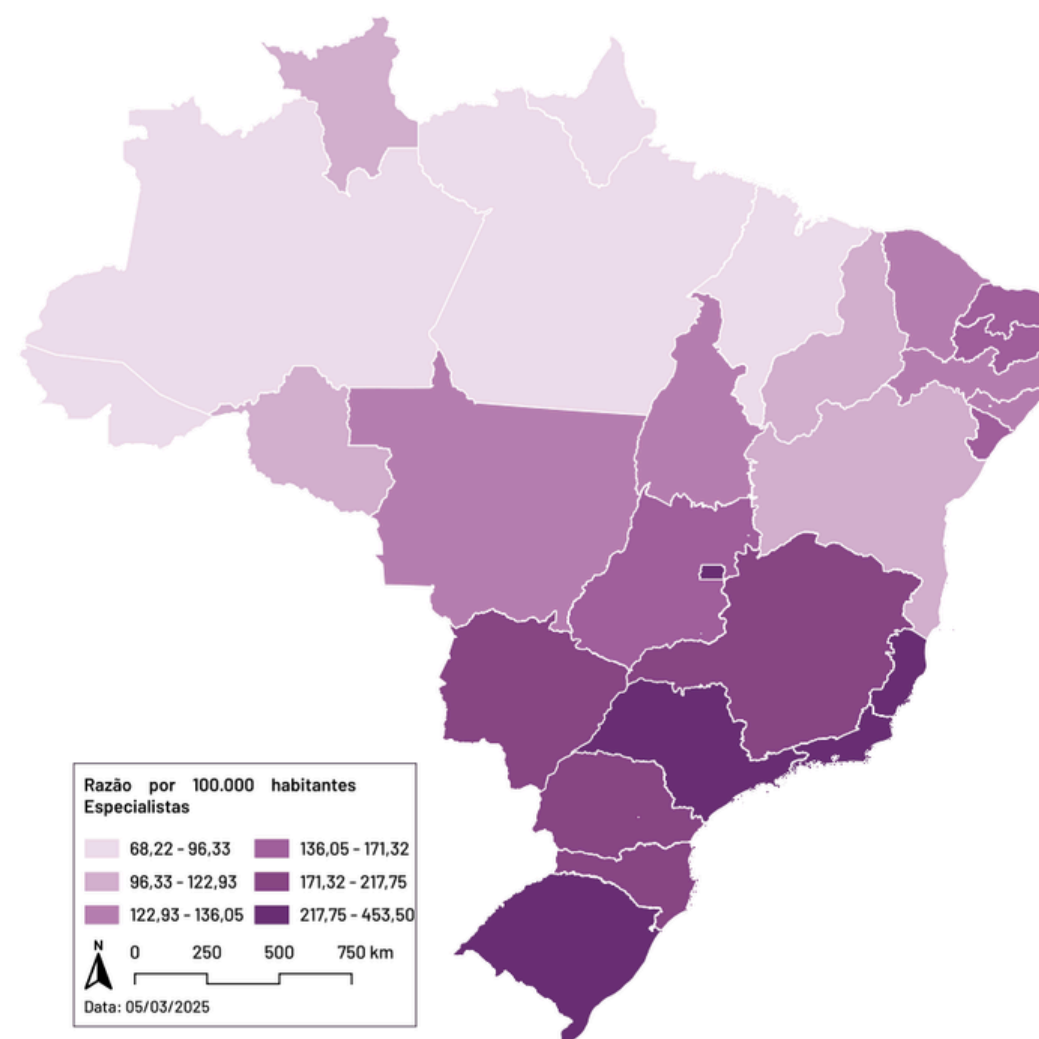 Razão por 100.000 habitantes
Especialistas
68,22 - 96,33
136,05 - 171,32
96,33 - 122,93
171,32 - 217,75
122,93 - 136,05
217,75 - 453,50
N
0 250 500 750 km
Data: 05/03/2025